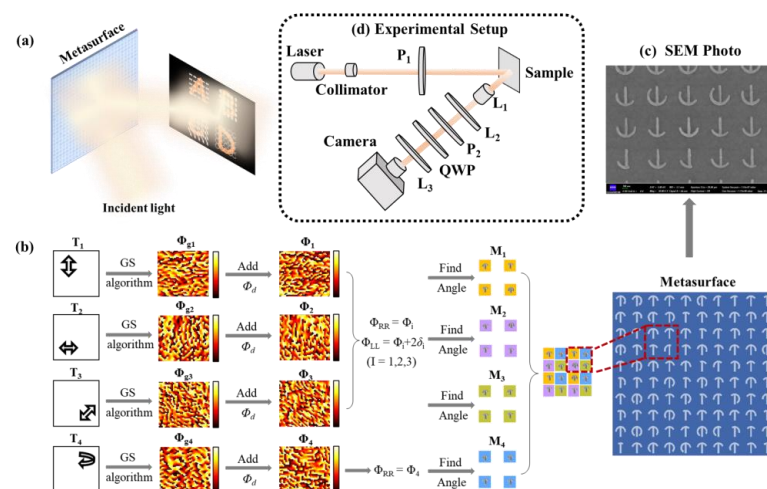 (a)
Metasurface
Incident light
(d) Experimental Setup
Laser
P1
Collimator
Sample
L1
L2
P2
QWP
L3
Camera
(c) SEM Photo
(b)
T1
GS
algorithm
Φg1
Add
Φd
Φ1
Find
Angle
M1
T2
GS
algorithm
Φg2
Add
Φd
Φ2
Find
Angle
M2
T3
GS
algorithm
Φg3
Add
Φd
Φ3
Find
Angle
M3
ΦRR = Φi
ΦLL = Φi+2δi
(I = 1,2,3)
T4
GS
algorithm
Φg4
Add
Φd
Φ4
ΦRR = Φ4
Find
Angle
M4
Metasurface